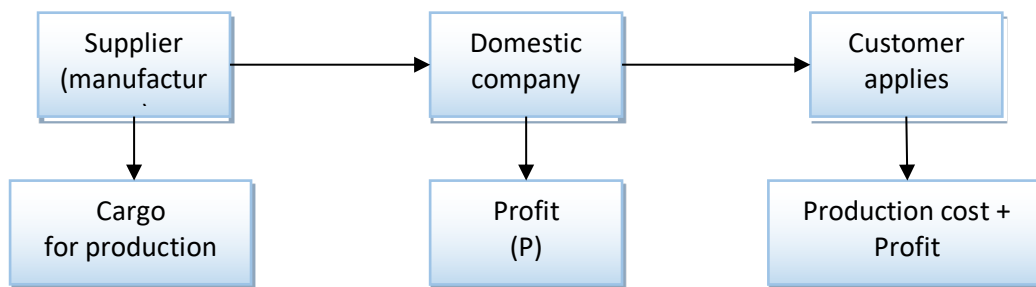 Supplier
(manufactur
Domestic
company
Customer
applies
Cargo
for production
Profit
(P)
Production cost +
Profit